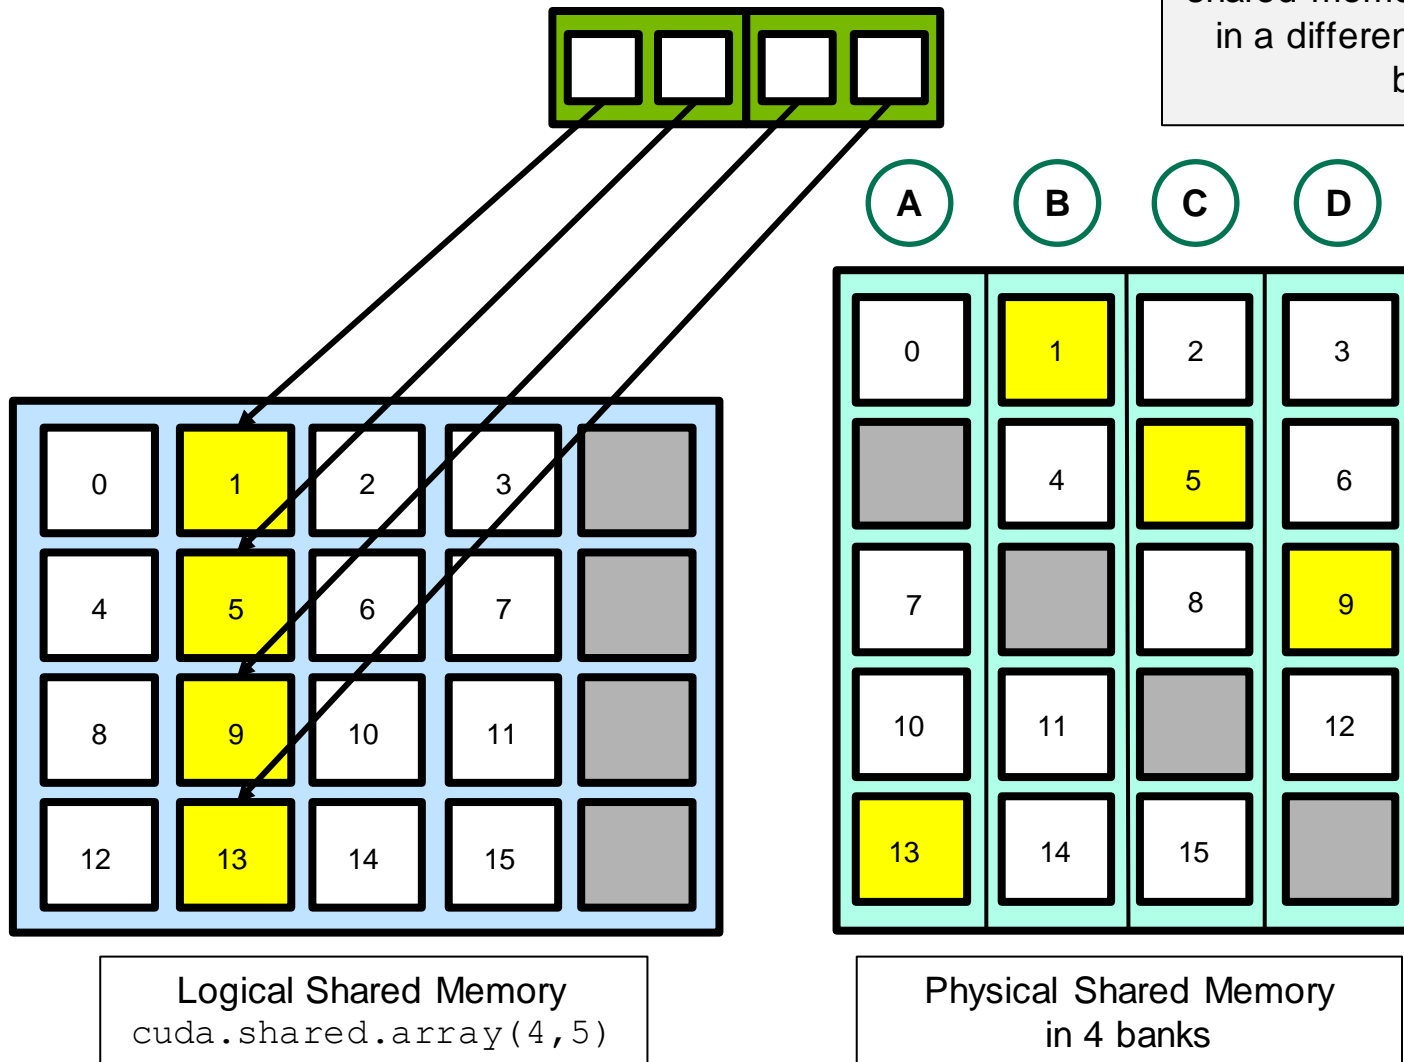 in a differen
b
A B C D
0 1 2 3
4 5 6
7 8 9
10 11 12
13 14 15
0 1 2 3
4 5 6 7
8 9 10 11
12 13 14 15
Logical Shared Memory
cuda.shared.array(4,5)
Physical Shared Memory
in 4 banks